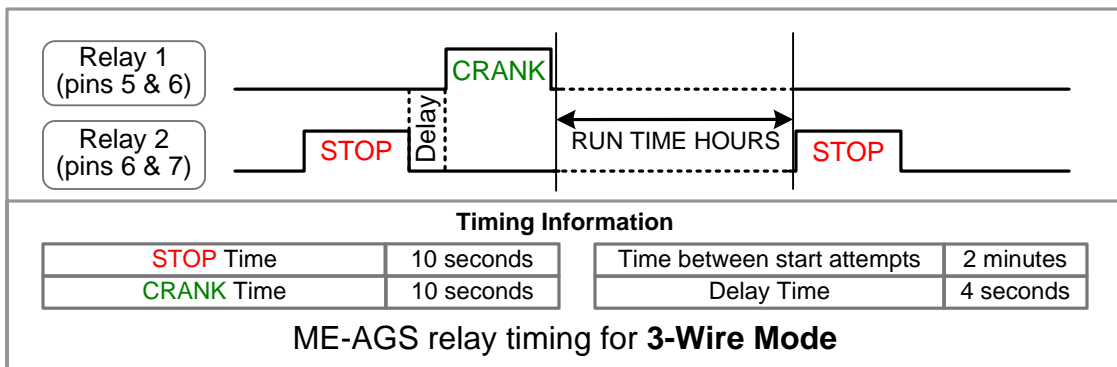 Relay 1
(pins 5 & 6)
CRANK
Delay
Relay 2
(pins 6 & 7)
STOP
RUN TIME HOURS
STOP
Timing Information
STOP Time 10 seconds
CRANK Time 10 seconds
Time between start attempts 2 minutes
Delay Time 4 seconds
ME-AGS relay timing for 3-Wire Mode